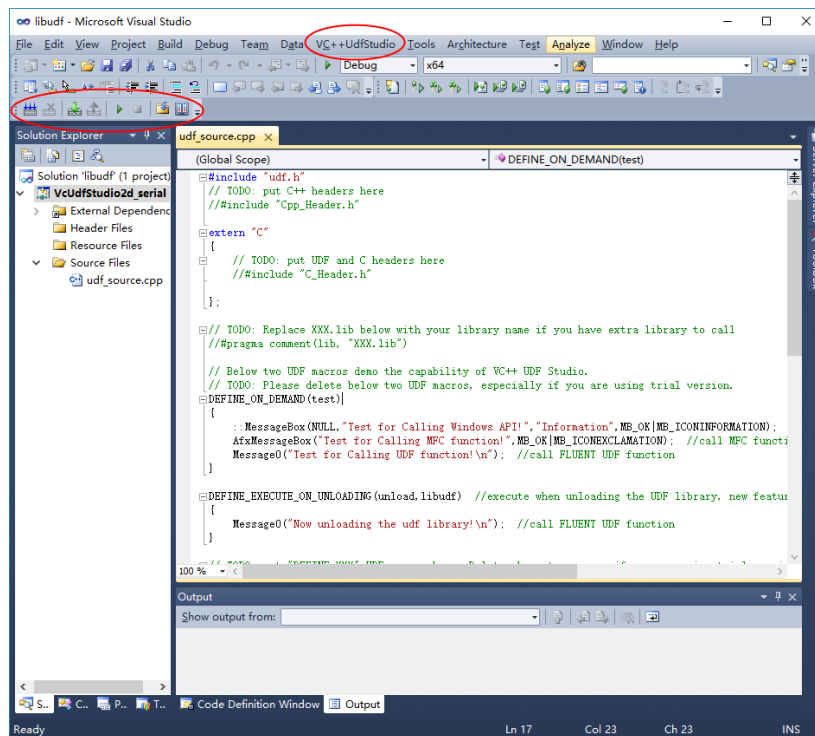 libudf - Microsoft Visual Studio
File Edit View Project Build Debug Team Data VC++UdfStudio Tools Architecture Test Analyze Window Help
Debug x64
Solution Explorer
udf_source.cpp
(Global Scope) DEFINE_ON_DEMAND(test)
Solution 'libudf' (1 project)
VcUdfStudio2d_serial
External Dependenc
Header Files
Resource Files
Source Files
udf_source.cpp
#include "udf.h"
// TODO: put C++ headers here
//#include "Cpp_Header.h"
extern "C"
{
// TODO: put UDF and C headers here
//#include "C_Header.h"
};
// TODO: Replace XXX.lib below with your library name if you have extra library to call
//#pragma comment(lib, "XXX.lib")
// Below two UDF macros demo the capability of VC++ UDF Studio.
// TODO: Please delete below two UDF macros, especially if you are using trial version.
DEFINE_ON_DEMAND(test)
{
::MessageBox(NULL,"Test for Calling Windows API!","Information",MB_OK|MB_ICONINFORMATION);
AfxMessageBox("Test for Calling MFC function!",MB_OK|MB_ICONEXCLAMATION); //call MFC functi
Message0("Test for Calling UDF function!\n"); //call FLUENT UDF function
}
DEFINE_EXECUTE_ON_UNLOADING(unload,libudf) //execute when unloading the UDF library, new featur
{
Message0("Now unloading the udf library!\n"); //call FLUENT UDF function
}
100 %
Output
Show output from:
S.. C.. P.. T.. Code Definition Window Output
Ready Ln 17 Col 23 Ch 23 INS